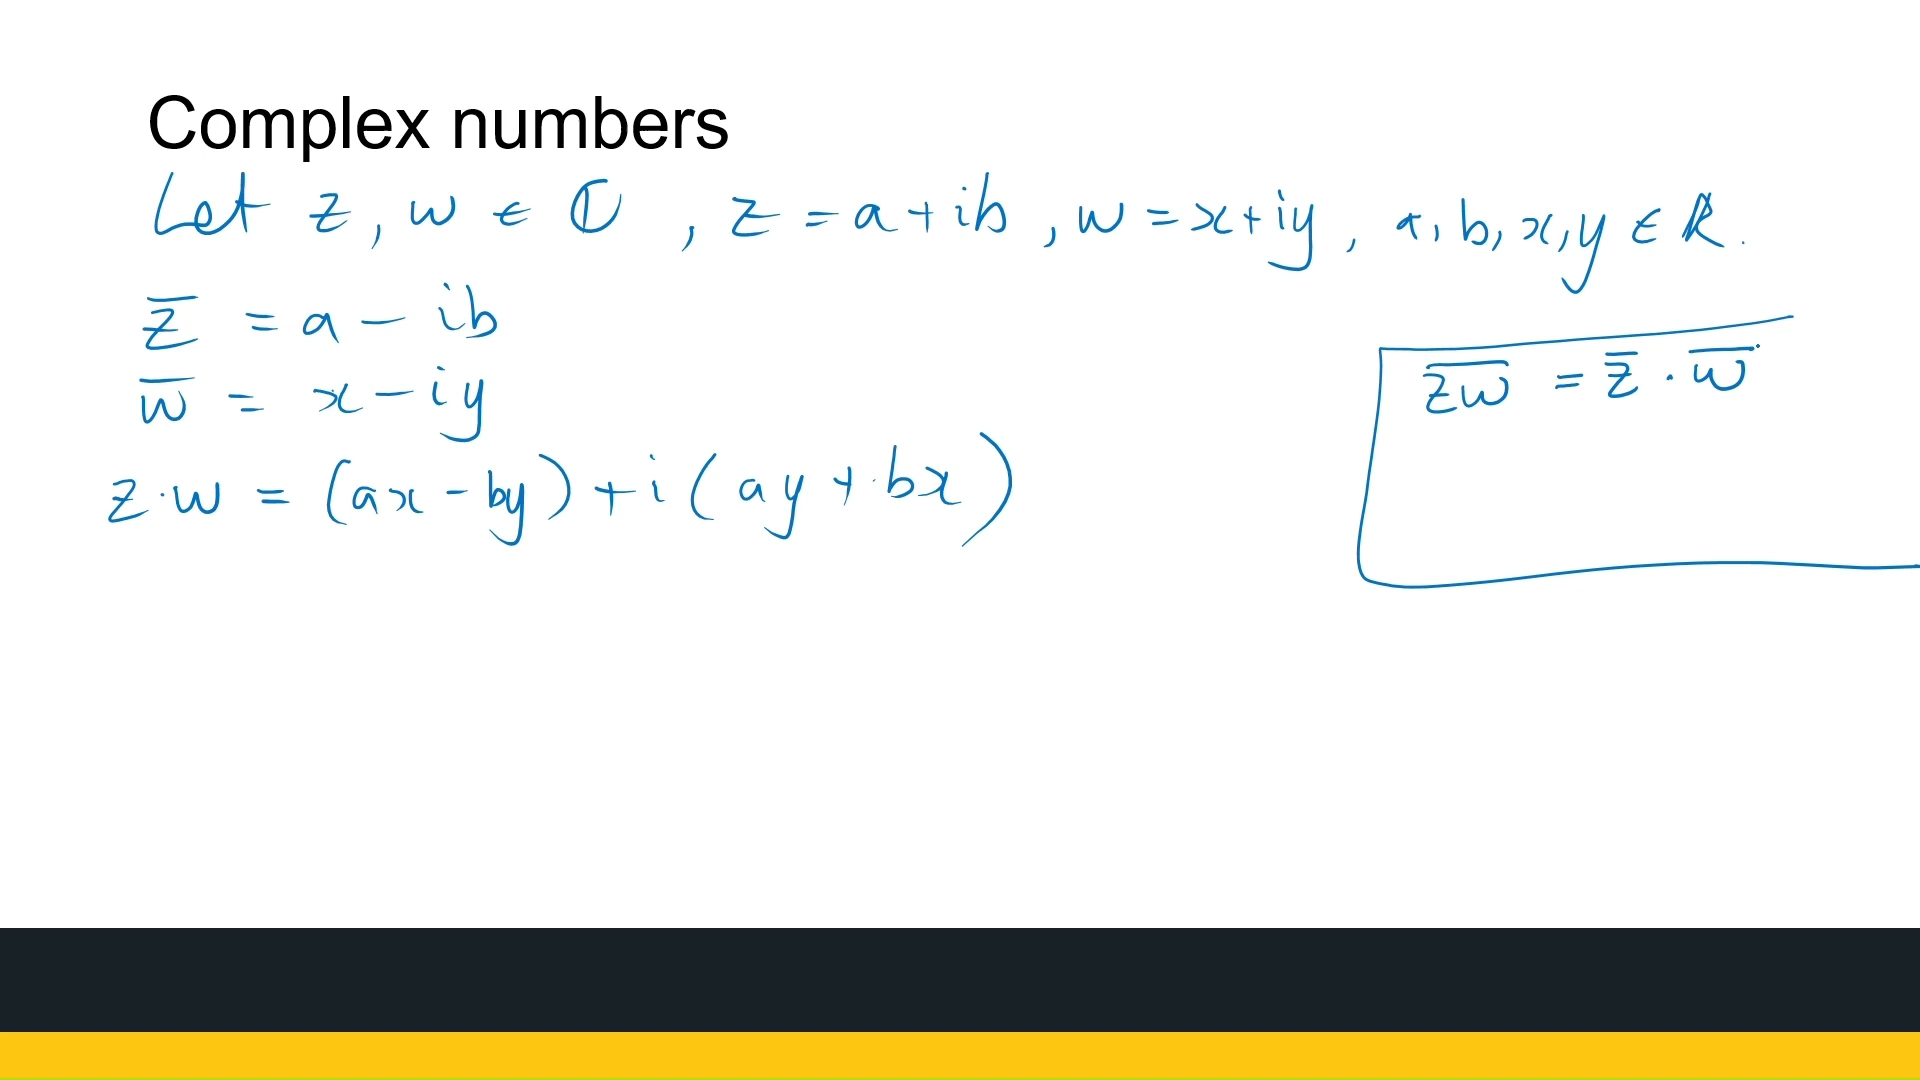 Complex numbers
Let z, w ∈ ℂ, z = a + ib, w = x + iy, a, b, x, y ∈ ℝ.
z̅ = a - ib
w̅ = x - iy
z̅w̅ = z̅ · w̅
z·w = (ax - by) + i(ay + bx)